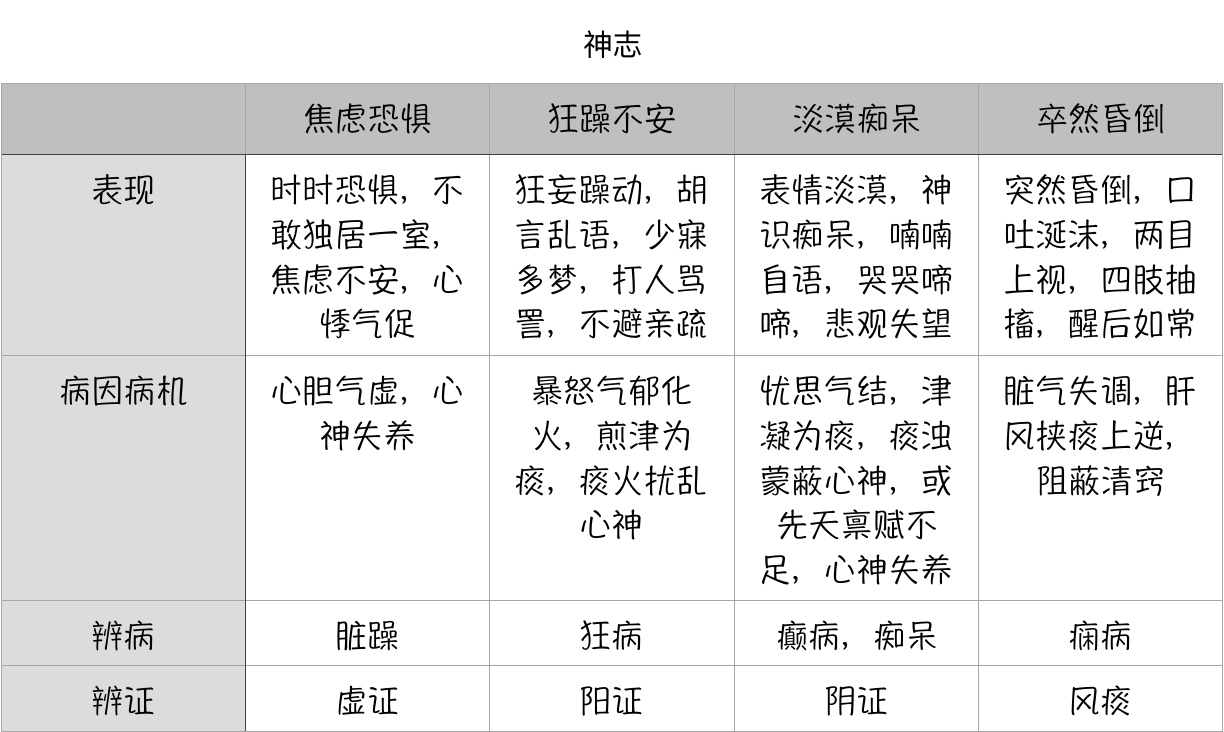 神志
焦虑恐惧 狂躁不安 淡漠痴呆 卒然昏倒
表现
时时恐惧，不
敢独居一室，
焦虑不安，心
悸气促
狂妄躁动，胡
言乱语，少寐
多梦，打人骂
詈，不避亲疏
表情淡漠，神
识痴呆，喃喃
自语，哭哭啼
啼，悲观失望
突然昏倒，口
吐涎沫，两目
上视，四肢抽
搐，醒后如常
病因病机
心胆气虚，心
神失养
暴怒气郁化
火，煎津为
痰，痰火扰乱
心神
忧思气结，津
凝为痰，痰浊
蒙蔽心神，或
先天禀赋不
足，心神失养
脏气失调，肝
风挟痰上逆，
阻蔽清窍
辨病 脏躁 狂病 癫病，痴呆 痫病
辨证 虚证 阳证 阴证 风痰